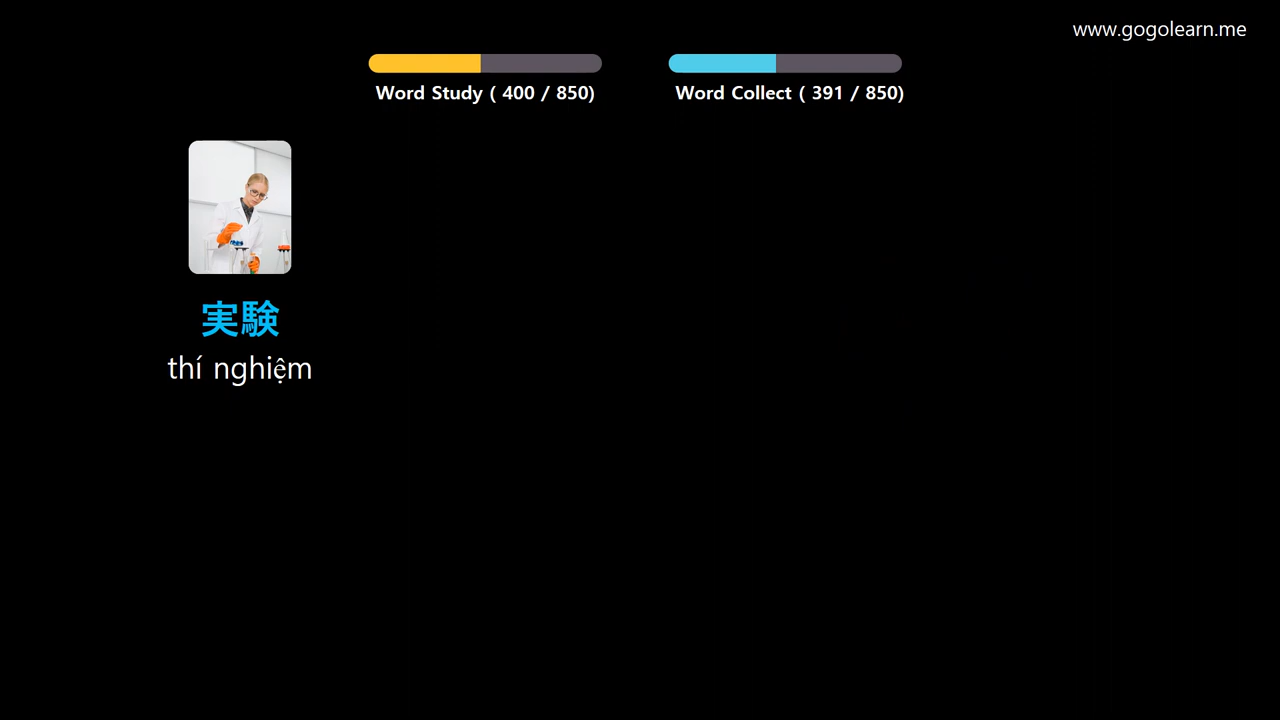 www.gogolearn.me
Word Study ( 400 / 850)
Word Collect ( 391 / 850)
実験
thí nghiệm